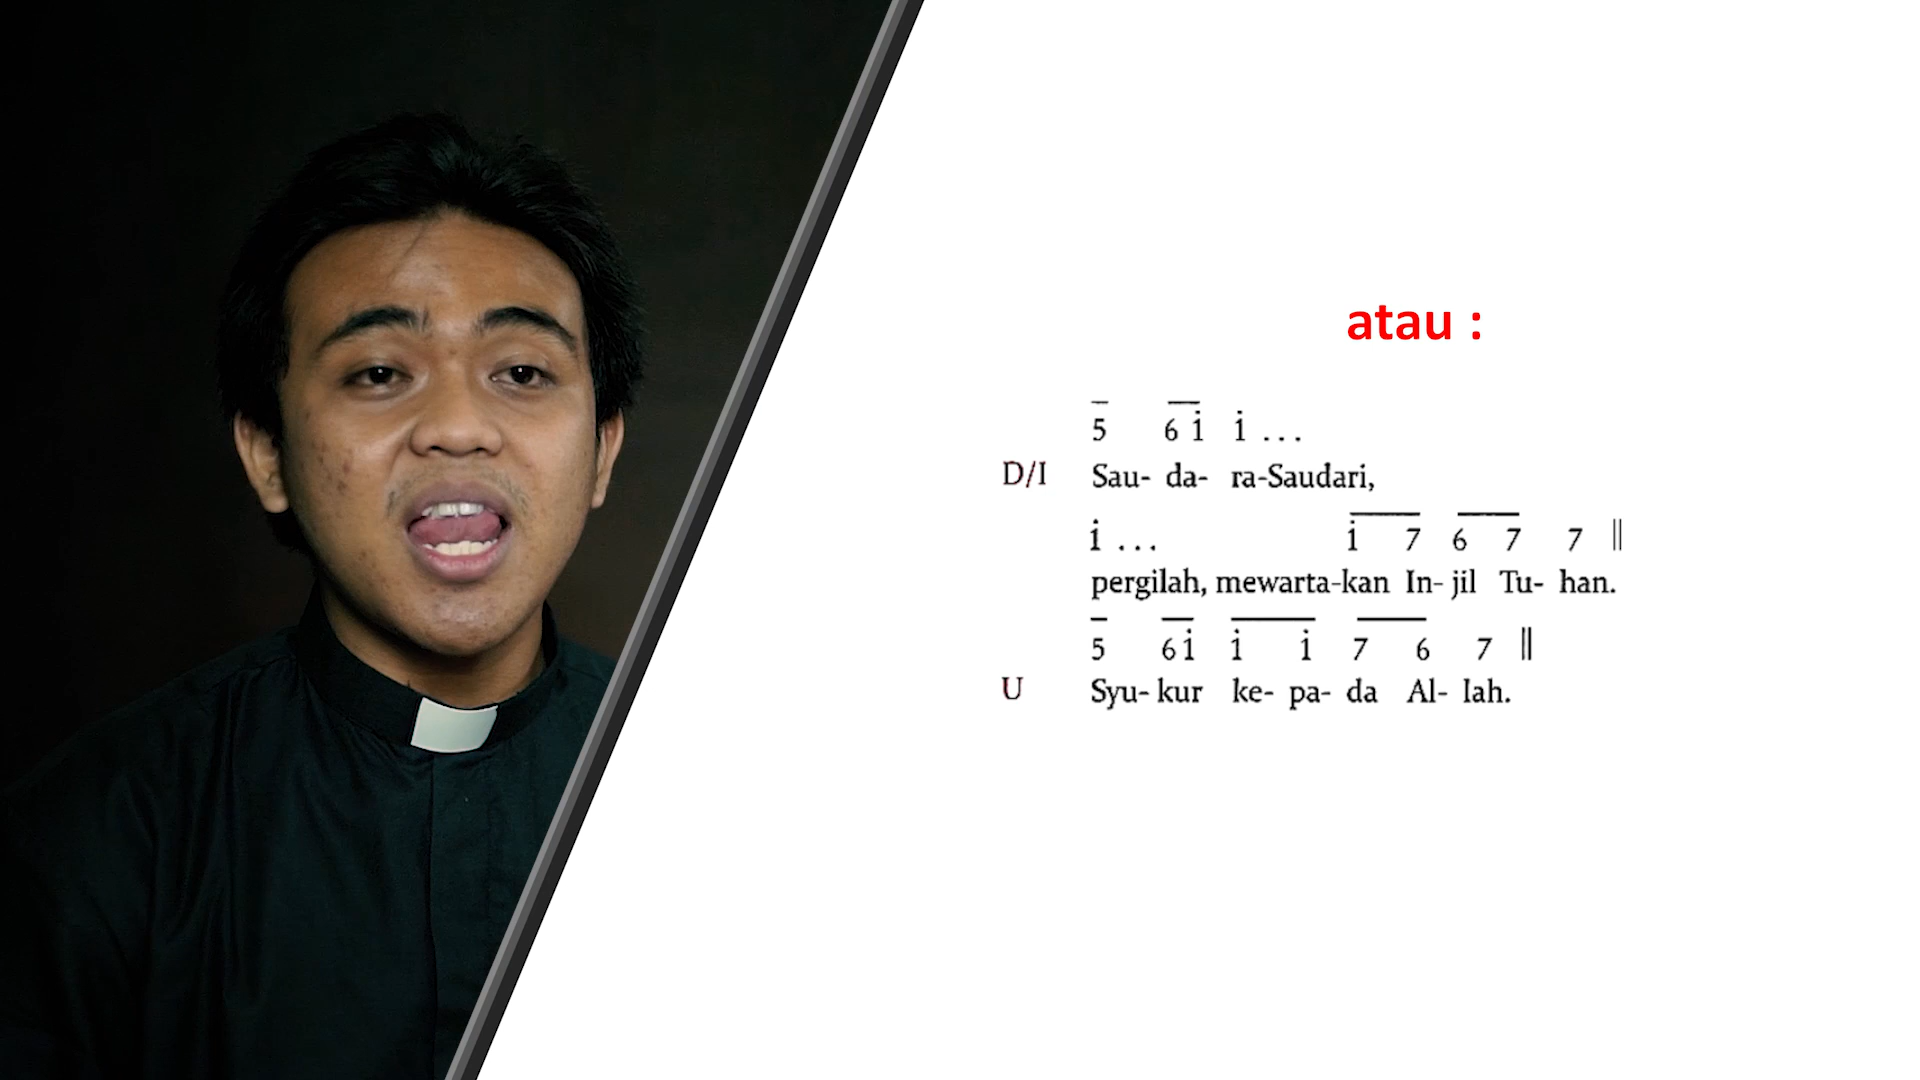 atau :
5 6 i i ...
D/I Sau- da- ra-Saudari,
i ... i 7 6 7 7 ||
pergilah, mewarta-kan In- jil Tu- han.
5 6 i i i 7 6 7 ||
U Syu- kur ke- pa- da Al- lah.